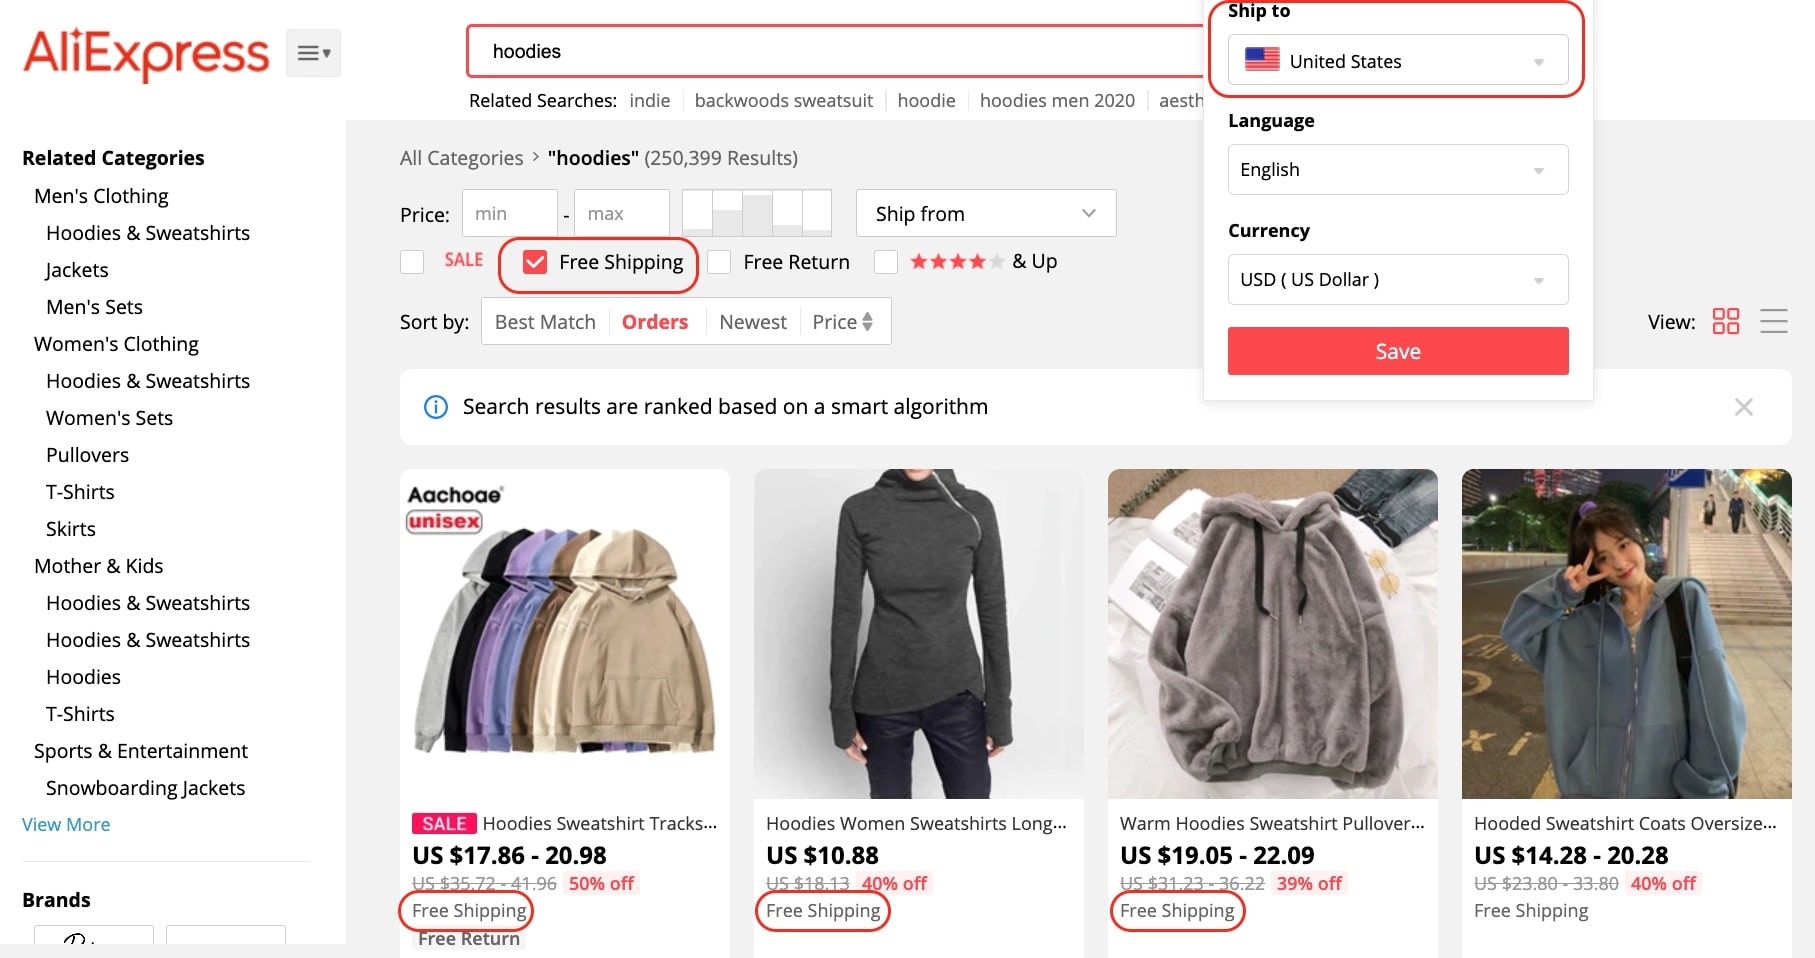 AliExpress
hoodies
Related Searches: indie backwoods sweatsuit hoodie hoodies men 2020 aesth
Ship to
United States
Language
English
Currency
USD ( US Dollar )
Save
Related Categories
Men's Clothing
Hoodies & Sweatshirts
Jackets
Men's Sets
Women's Clothing
Hoodies & Sweatshirts
Women's Sets
Pullovers
T-Shirts
Skirts
Mother & Kids
Hoodies & Sweatshirts
Hoodies & Sweatshirts
Hoodies
T-Shirts
Sports & Entertainment
Snowboarding Jackets
View More
Brands
All Categories > "hoodies" (250,399 Results)
Price: min - max Ship from
SALE Free Shipping Free Return & Up
Sort by: Best Match Orders Newest Price
View:
Search results are ranked based on a smart algorithm
Aachoae®
unisex
SALE Hoodies Sweatshirt Tracks...
US $17.86 - 20.98
US $35.72 - 41.96 50% off
Free Shipping
Free Return
Hoodies Women Sweatshirts Long...
US $10.88
US $18.13 40% off
Free Shipping
Warm Hoodies Sweatshirt Pullover...
US $19.05 - 22.09
US $31.23 - 36.22 39% off
Free Shipping
Hooded Sweatshirt Coats Oversize...
US $14.28 - 20.28
US $23.80 - 33.80 40% off
Free Shipping